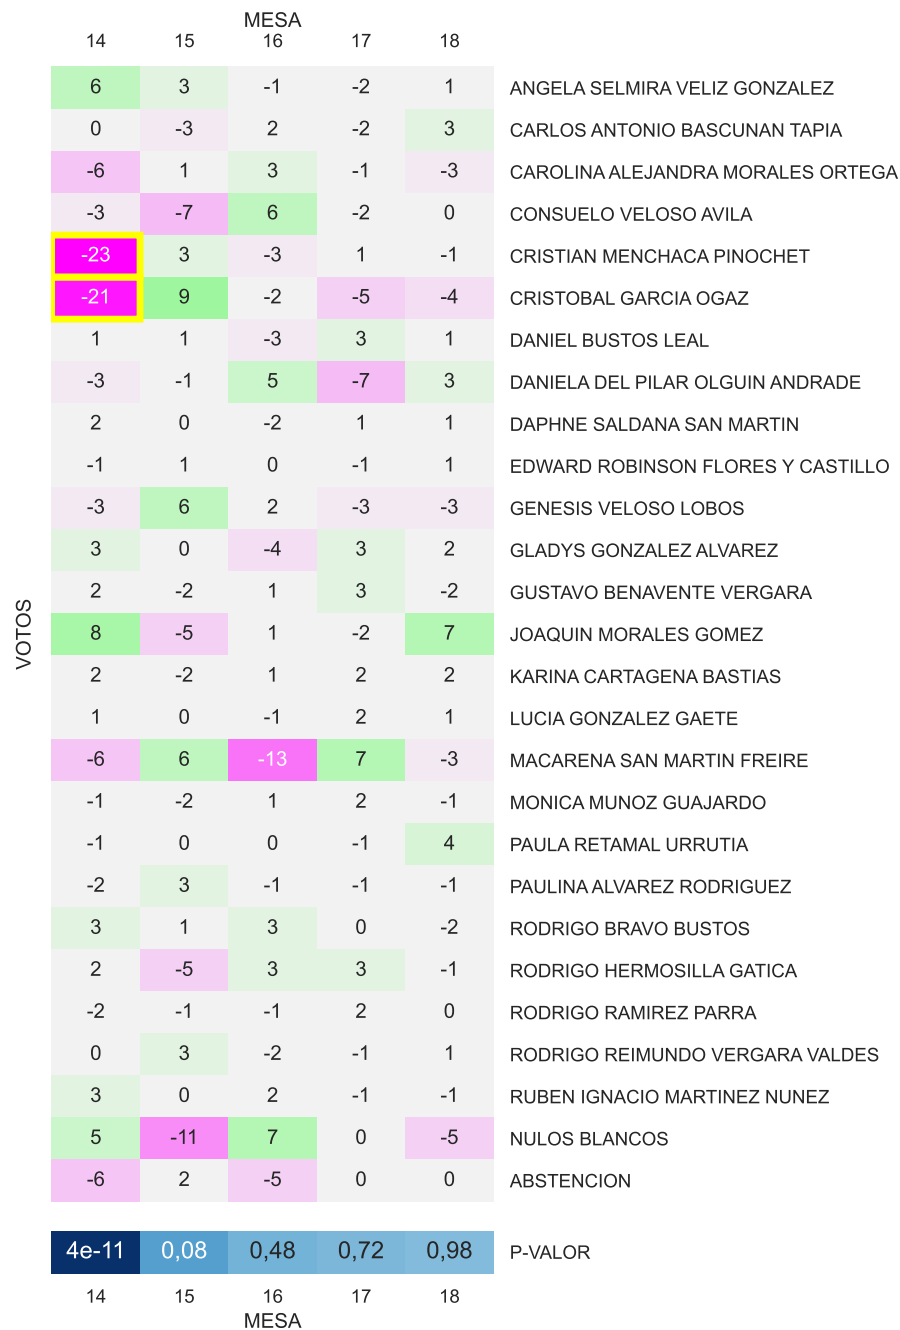 MESA
14 15 16 17 18
6 3 -1 -2 1 ANGELA SELMIRA VELIZ GONZALEZ
0 -3 2 -2 3 CARLOS ANTONIO BASCUNAN TAPIA
-6 1 3 -1 -3 CAROLINA ALEJANDRA MORALES ORTEGA
-3 -7 6 -2 0 CONSUELO VELOSO AVILA
-23 3 -3 1 -1 CRISTIAN MENCHACA PINOCHET
-21 9 -2 -5 -4 CRISTOBAL GARCIA OGAZ
1 1 -3 3 1 DANIEL BUSTOS LEAL
-3 -1 5 -7 3 DANIELA DEL PILAR OLGUIN ANDRADE
2 0 -2 1 1 DAPHNE SALDANA SAN MARTIN
-1 1 0 -1 1 EDWARD ROBINSON FLORES Y CASTILLO
-3 6 2 -3 -3 GENESIS VELOSO LOBOS
3 0 -4 3 2 GLADYS GONZALEZ ALVAREZ
2 -2 1 3 -2 GUSTAVO BENAVENTE VERGARA
VOTOS
8 -5 1 -2 7 JOAQUIN MORALES GOMEZ
2 -2 1 2 2 KARINA CARTAGENA BASTIAS
1 0 -1 2 1 LUCIA GONZALEZ GAETE
-6 6 -13 7 -3 MACARENA SAN MARTIN FREIRE
-1 -2 1 2 -1 MONICA MUNOZ GUAJARDO
-1 0 0 -1 4 PAULA RETAMAL URRUTIA
-2 3 -1 -1 -1 PAULINA ALVAREZ RODRIGUEZ
3 1 3 0 -2 RODRIGO BRAVO BUSTOS
2 -5 3 3 -1 RODRIGO HERMOSILLA GATICA
-2 -1 -1 2 0 RODRIGO RAMIREZ PARRA
0 3 -2 -1 1 RODRIGO REIMUNDO VERGARA VALDES
3 0 2 -1 -1 RUBEN IGNACIO MARTINEZ NUNEZ
5 -11 7 0 -5 NULOS BLANCOS
-6 2 -5 0 0 ABSTENCION
4e-11 0,08 0,48 0,72 0,98 P-VALOR
14 15 16 17 18
MESA